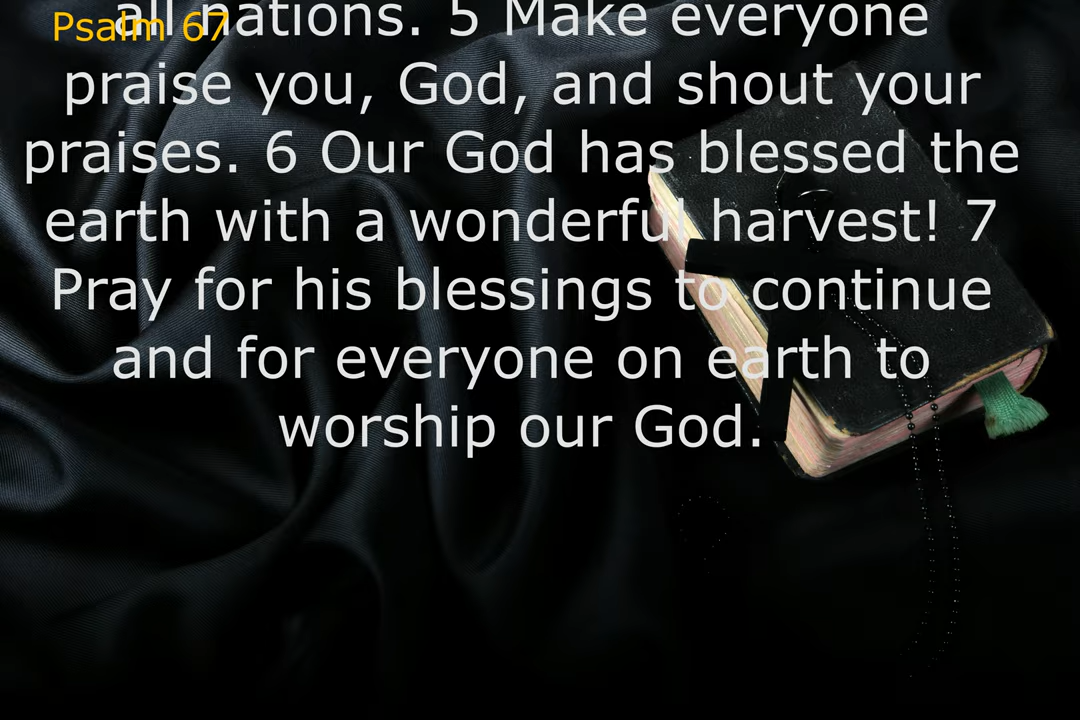 Psalm 67
all nations. 5 Make everyone
praise you, God, and shout your
praises. 6 Our God has blessed the
earth with a wonderful harvest! 7
Pray for his blessings to continue
and for everyone on earth to
worship our God.